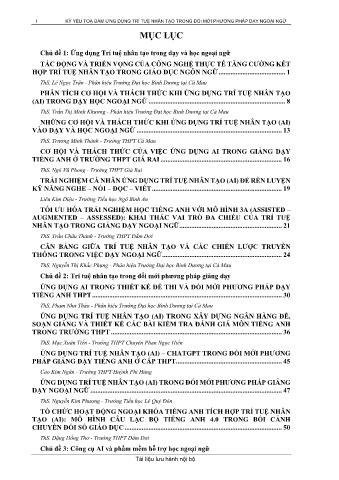 i KỶ YẾU TỌA ĐÀM ỨNG DỤNG TRÍ TUỆ NHÂN TẠO TRONG ĐỔI MỚI PHƯƠNG PHÁP DẠY NGOẠI NGỮ
MỤC LỤC
Chủ đề 1: Ứng dụng Trí tuệ nhân tạo trong dạy và học ngoại ngữ
TÁC ĐỘNG VÀ TRIỂN VỌNG CỦA CÔNG NGHỆ THỰC TẾ TĂNG CƯỜNG KẾT
HỢP TRÍ TUỆ NHÂN TẠO TRONG GIÁO DỤC NGÔN NGỮ ........ 1
ThS. Lê Ngọc Trân - Phân hiệu Trường Đại học Bình Dương tại Cà Mau
PHÂN TÍCH CƠ HỘI VÀ THÁCH THỨC KHI ỨNG DỤNG TRÍ TUỆ NHÂN TẠO
(AI) TRONG DẠY HỌC NGOẠI NGỮ ........ 8
ThS. Trần Thị Minh Khương - Phân hiệu Trường Đại học Bình Dương tại Cà Mau
NHỮNG CƠ HỘI VÀ THÁCH THỨC KHI ỨNG DỤNG TRÍ TUỆ NHÂN TẠO (AI)
VÀO DẠY VÀ HỌC NGOẠI NGỮ ........ 13
ThS. Trương Minh Thành - Trường THPT Cà Mau
CƠ HỘI VÀ THÁCH THỨC CỦA VIỆC ỨNG DỤNG AI TRONG GIẢNG DẠY
TIẾNG ANH Ở TRƯỜNG THPT GIÁ RAI ........ 16
ThS. Ngô Vũ Phong - Trường THPT Giá Rai
TRẢI NGHIỆM CÁ NHÂN ỨNG DỤNG TRÍ TUỆ NHÂN TẠO (AI) ĐỂ RÈN LUYỆN
KỸ NĂNG NGHE – NÓI – ĐỌC – VIẾT ........ 19
Liêu Kim Diệu - Trường Tiểu học Ngô Bình An
TỐI ƯU HÓA TRẢI NGHIỆM HỌC TIẾNG ANH VỚI MÔ HÌNH 3A (ASSISTED –
AUGMENTED – ASSESSED): KHAI THÁC VAI TRÒ ĐA CHIỀU CỦA TRÍ TUỆ
NHÂN TẠO TRONG GIẢNG DẠY NGOẠI NGỮ ........ 21
ThS. Trần Châu Thành - Trường THPT Đầm Dơi
CÂN BẰNG GIỮA TRÍ TUỆ NHÂN TẠO VÀ CÁC CHIẾN LƯỢC TRUYỀN
THỐNG TRONG VIỆC DẠY NGOẠI NGỮ ........ 24
ThS. Nguyễn Thị Khắc Phụng - Phân hiệu Trường Đại học Bình Dương tại Cà Mau
Chủ đề 2: Trí tuệ nhân tạo trong đổi mới phương pháp giảng dạy
ỨNG DỤNG AI TRONG THIẾT KẾ ĐỀ THI VÀ ĐỔI MỚI PHƯƠNG PHÁP DẠY
TIẾNG ANH THPT ........ 30
ThS. Phạm Như Thảo - Phân hiệu Trường Đại học Bình Dương tại Cà Mau
ỨNG DỤNG TRÍ TUỆ NHÂN TẠO (AI) TRONG XÂY DỰNG NGÂN HÀNG ĐỀ,
SOẠN GIẢNG VÀ THIẾT KẾ CÁC BÀI KIỂM TRA ĐÁNH GIÁ MÔN TIẾNG ANH
TRONG TRƯỜNG THPT ........ 36
ThS. Mạc Xuân Tiến - Trường THPT Chuyên Phan Ngọc Hiển
ỨNG DỤNG TRÍ TUỆ NHÂN TẠO (AI) – CHATGPT TRONG ĐỔI MỚI PHƯƠNG
PHÁP GIẢNG DẠY TIẾNG ANH Ở CẤP THPT ........ 45
Cao Kim Ngân - Trường THPT Huỳnh Phi Hùng
ỨNG DỤNG TRÍ TUỆ NHÂN TẠO (AI) TRONG ĐỔI MỚI PHƯƠNG PHÁP GIẢNG
DẠY NGOẠI NGỮ ........ 47
ThS. Nguyễn Kim Phương - Trường Tiểu học Lê Quý Đôn
TỔ CHỨC HOẠT ĐỘNG NGOẠI KHÓA TIẾNG ANH TÍCH HỢP TRÍ TUỆ NHÂN
TẠO (AI): MÔ HÌNH CÂU LẠC BỘ TIẾNG ANH 4.0 TRONG BỐI CẢNH
CHUYỂN ĐỔI SỐ GIÁO DỤC ........ 50
ThS. Đặng Hồng Thơ - Trường THPT Đầm Dơi
Chủ đề 3: Công cụ AI và phần mềm hỗ trợ học ngoại ngữ
Tài liệu lưu hành nội bộ